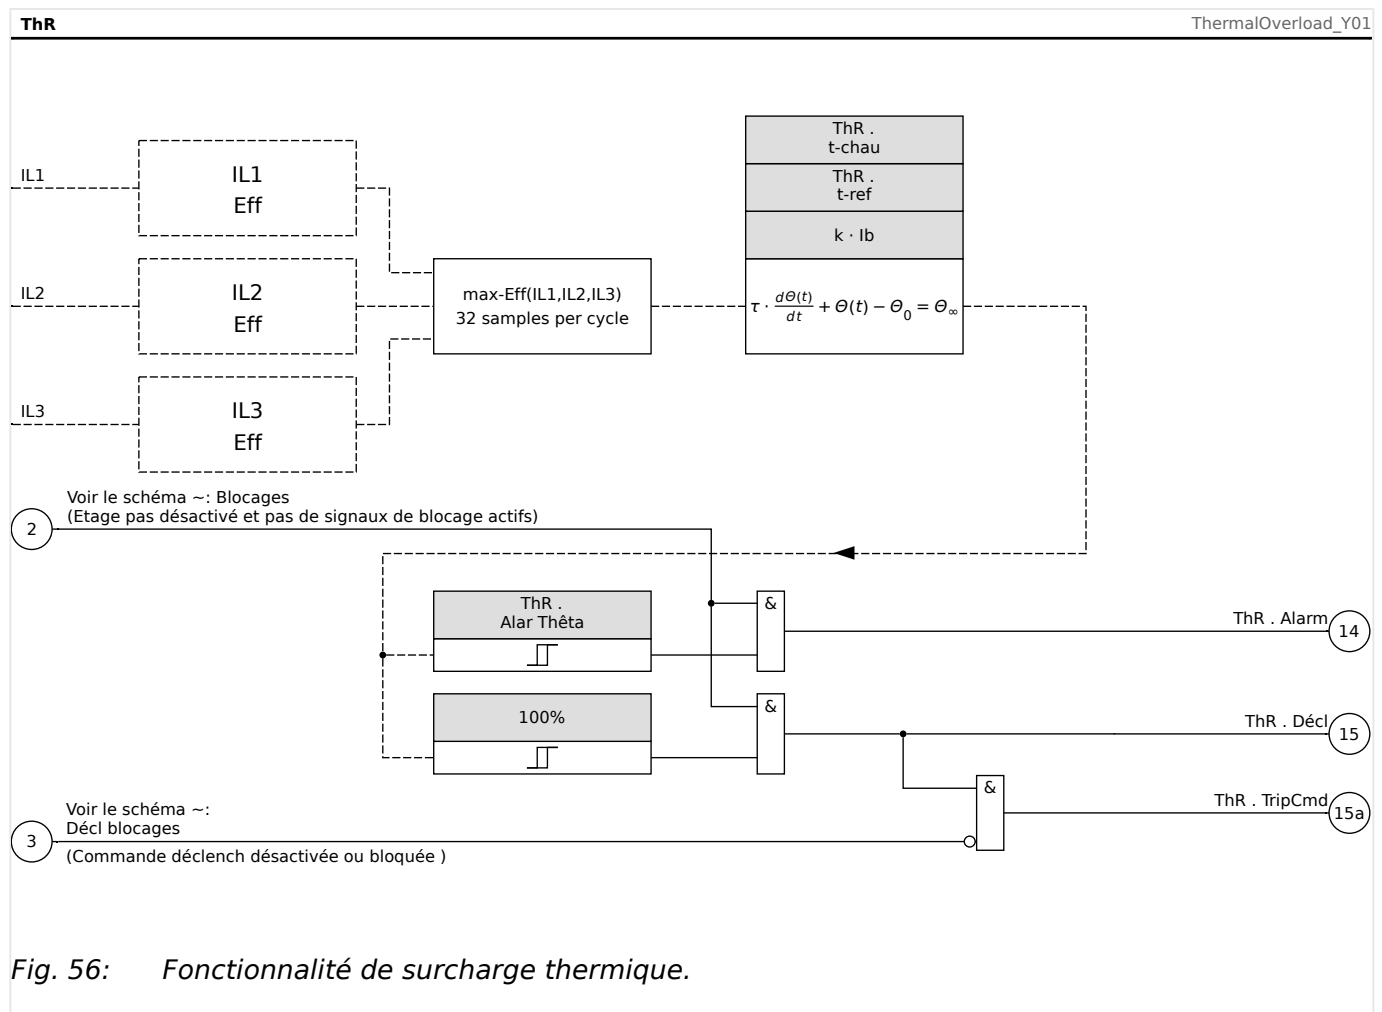 ThR
ThermalOverload_Y01
ThR .
t-chau
ThR .
t-ref
k · Ib
τ · dΘ(t)/dt + Θ(t) − Θ₀ = Θ∞
IL1
IL1
Eff
IL2
IL2
Eff
max-Eff(IL1,IL2,IL3)
32 samples per cycle
IL3
IL3
Eff
Voir le schéma ~: Blocages
(Etage pas désactivé et pas de signaux de blocage actifs)
2
ThR .
Alar Thêta
&
ThR . Alarm
14
100%
&
ThR . Décl
15
&
ThR . TripCmd
15a
Voir le schéma ~:
Décl blocages
3
(Commande déclench désactivée ou bloquée )
Fig. 56: Fonctionnalité de surcharge thermique.